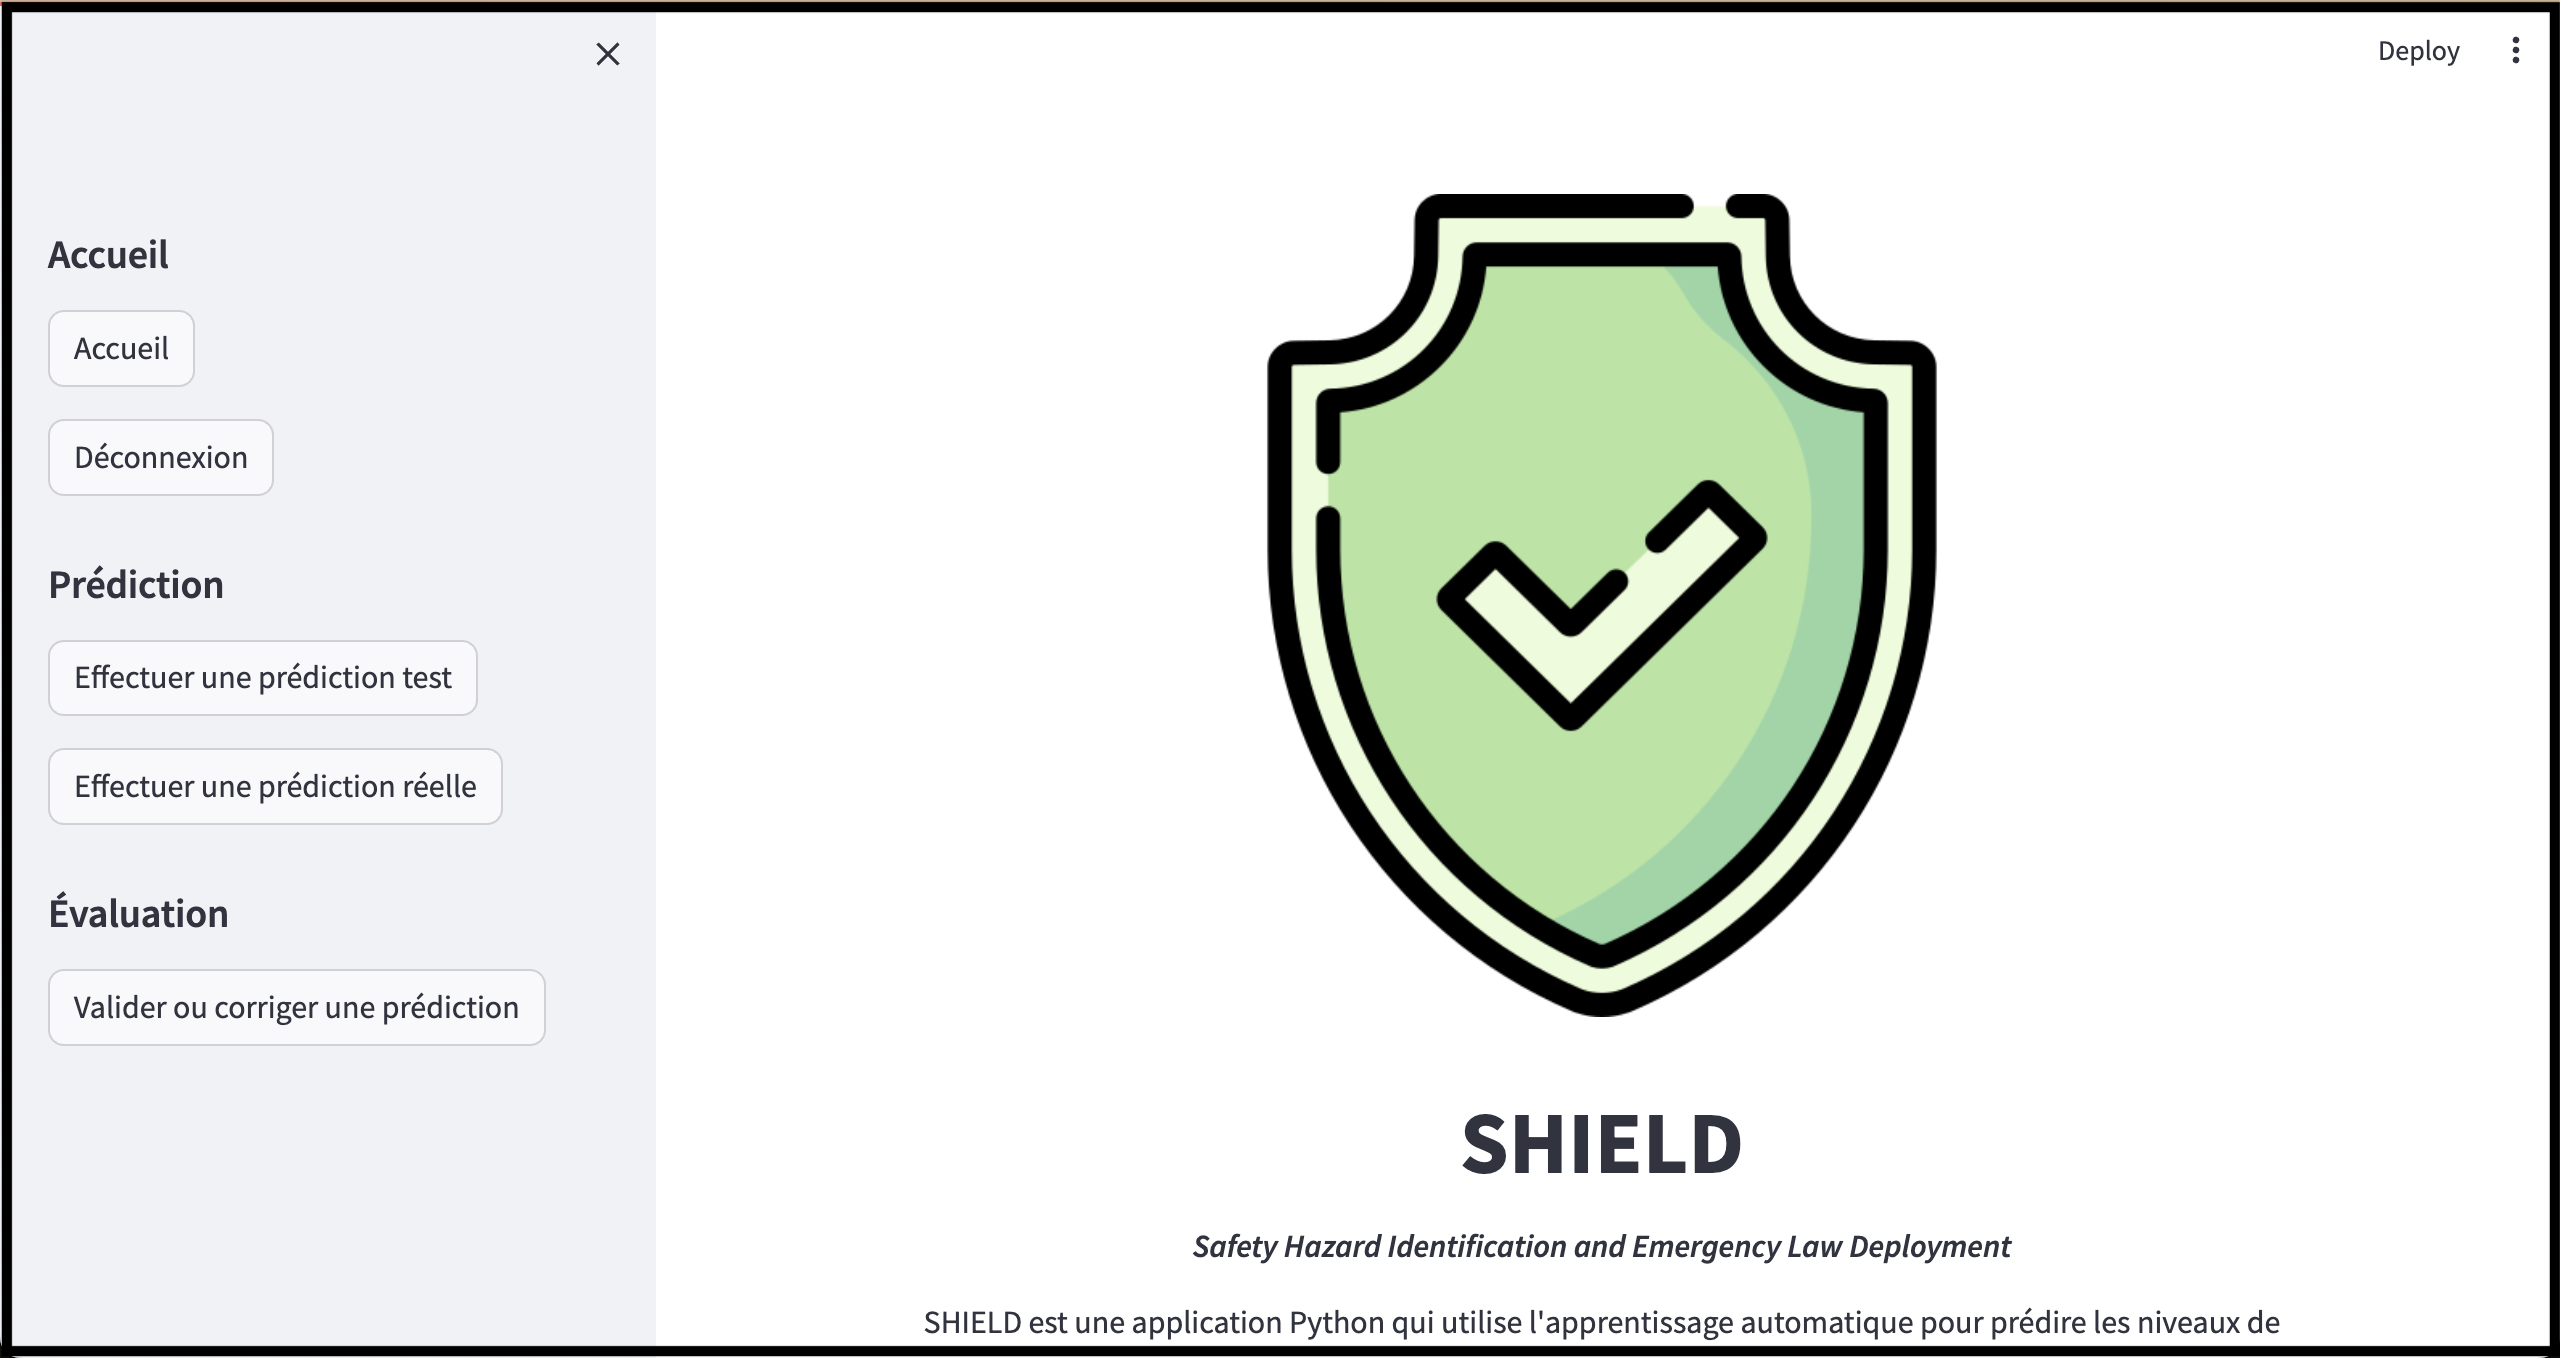 Deploy
Accueil
Accueil
Déconnexion
Prédiction
Effectuer une prédiction test
Effectuer une prédiction réelle
Évaluation
Valider ou corriger une prédiction
SHIELD
Safety Hazard Identification and Emergency Law Deployment
SHIELD est une application Python qui utilise l'apprentissage automatique pour prédire les niveaux de